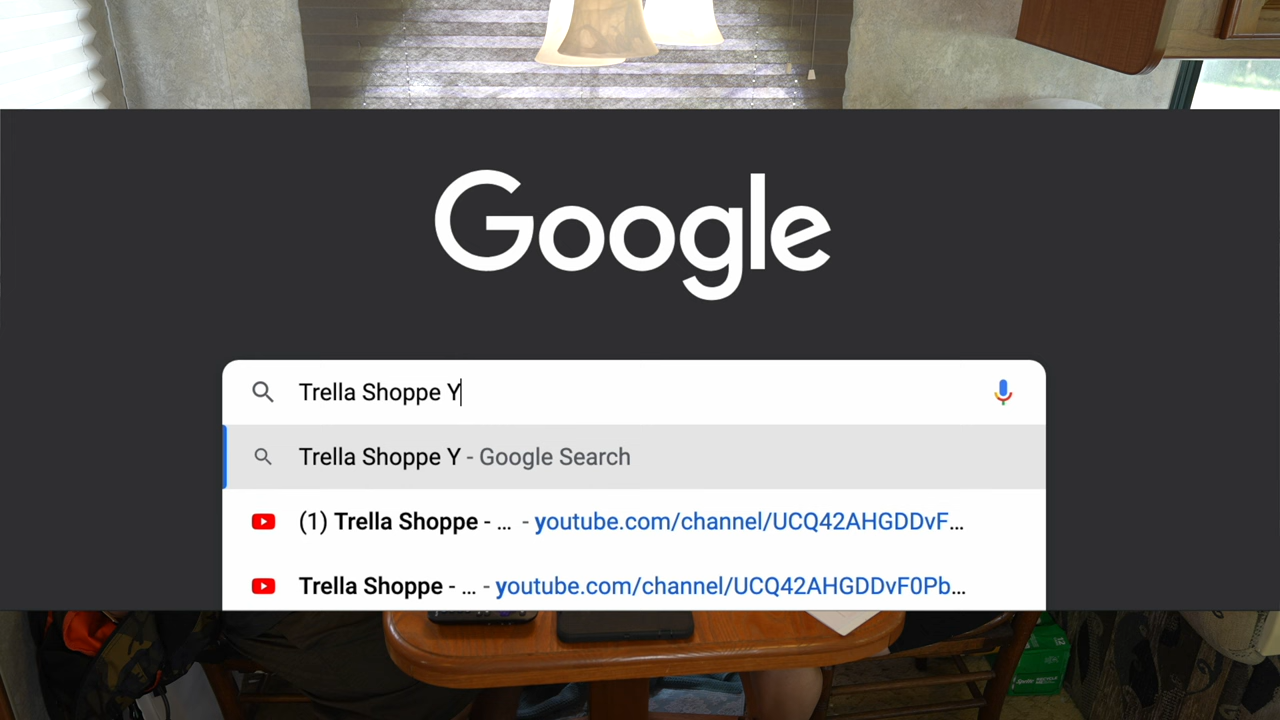 Google
Trella Shoppe Y
Trella Shoppe Y - Google Search
(1) Trella Shoppe - ... - youtube.com/channel/UCQ42AHGDDvF...
Trella Shoppe - ... - youtube.com/channel/UCQ42AHGDDvF0Pb...